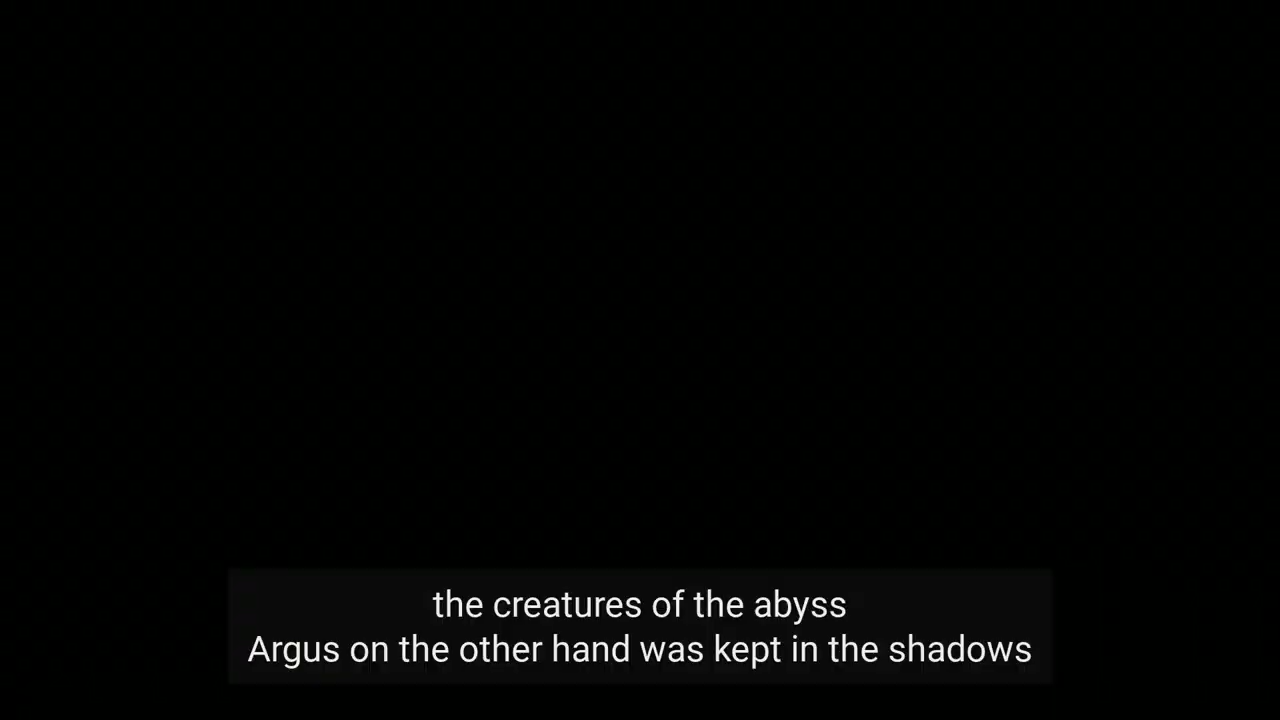 the creatures of the abyss
Argus on the other hand was kept in the shadows